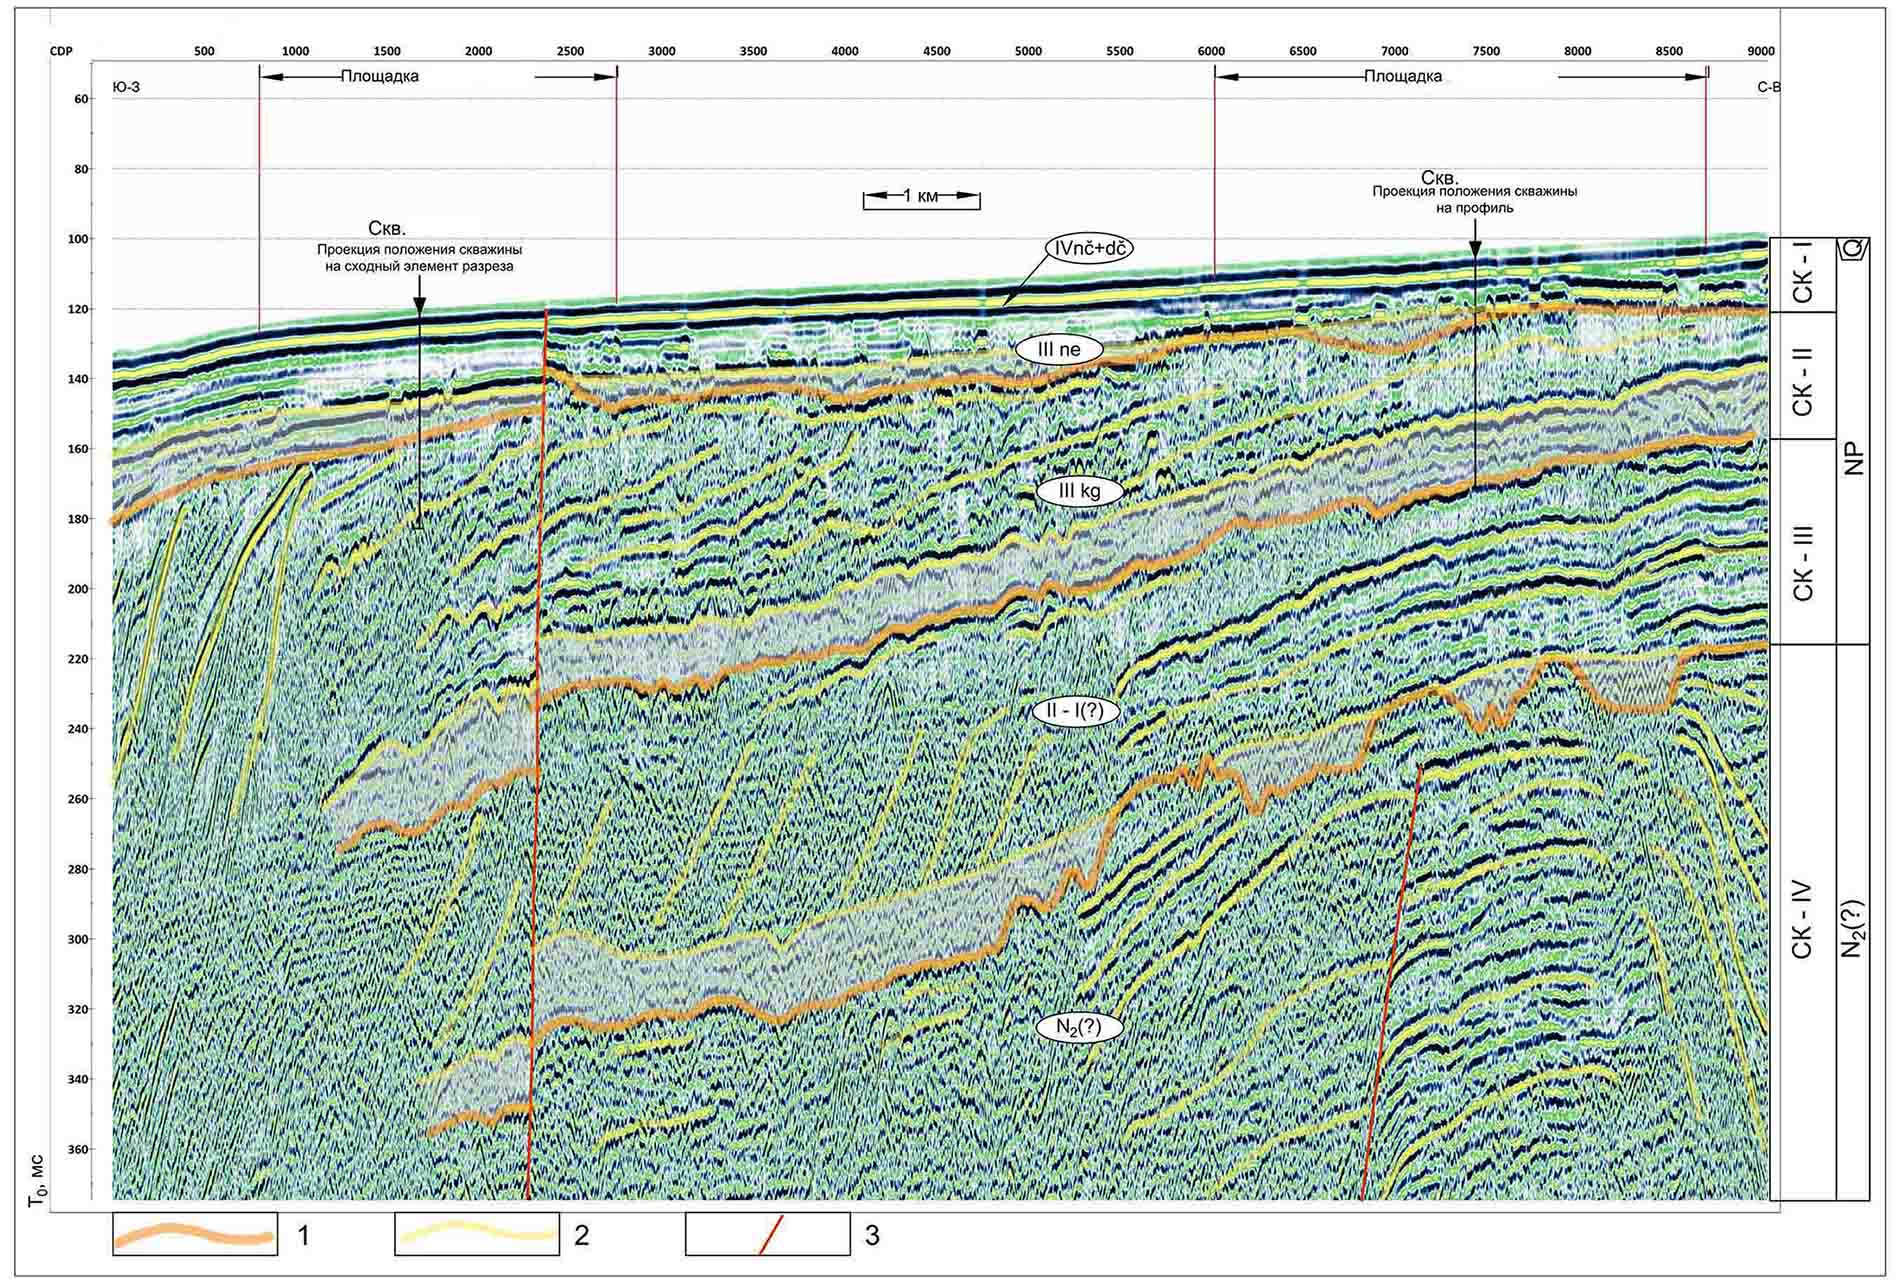 CDP 500 1000 1500 2000 2500 3000 3500 4000 4500 5000 5500 6000 6500 7000 7500 8000 8500 9000
Площадка
Площадка
Ю-З
С-В
60
80
100
120
140
160
180
200
220
240
260
280
300
320
340
360
T₀, мс
1 км
Скв.
Проекция положения скважины
на сходный элемент разреза
Скв.
Проекция положения скважины
на профиль
IVnč+dč
III ne
III kg
II - I(?)
N₂(?)
СК - I
СК - II
СК - III
СК - IV
Q
NP
N₂(?)
1
2
3